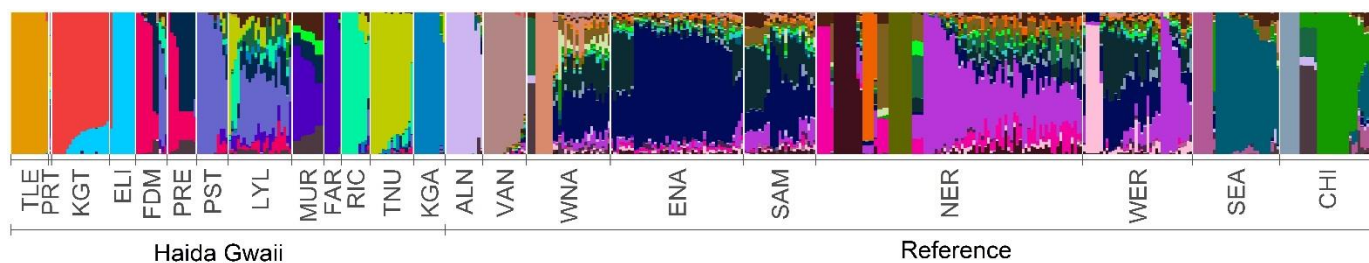 TLE PRT KGT ELI FDM PRE PST LYL MUR FAR RIC TNU KGA ALN VAN WNA ENA SAM NER WER SEA CHI
Haida Gwaii Reference